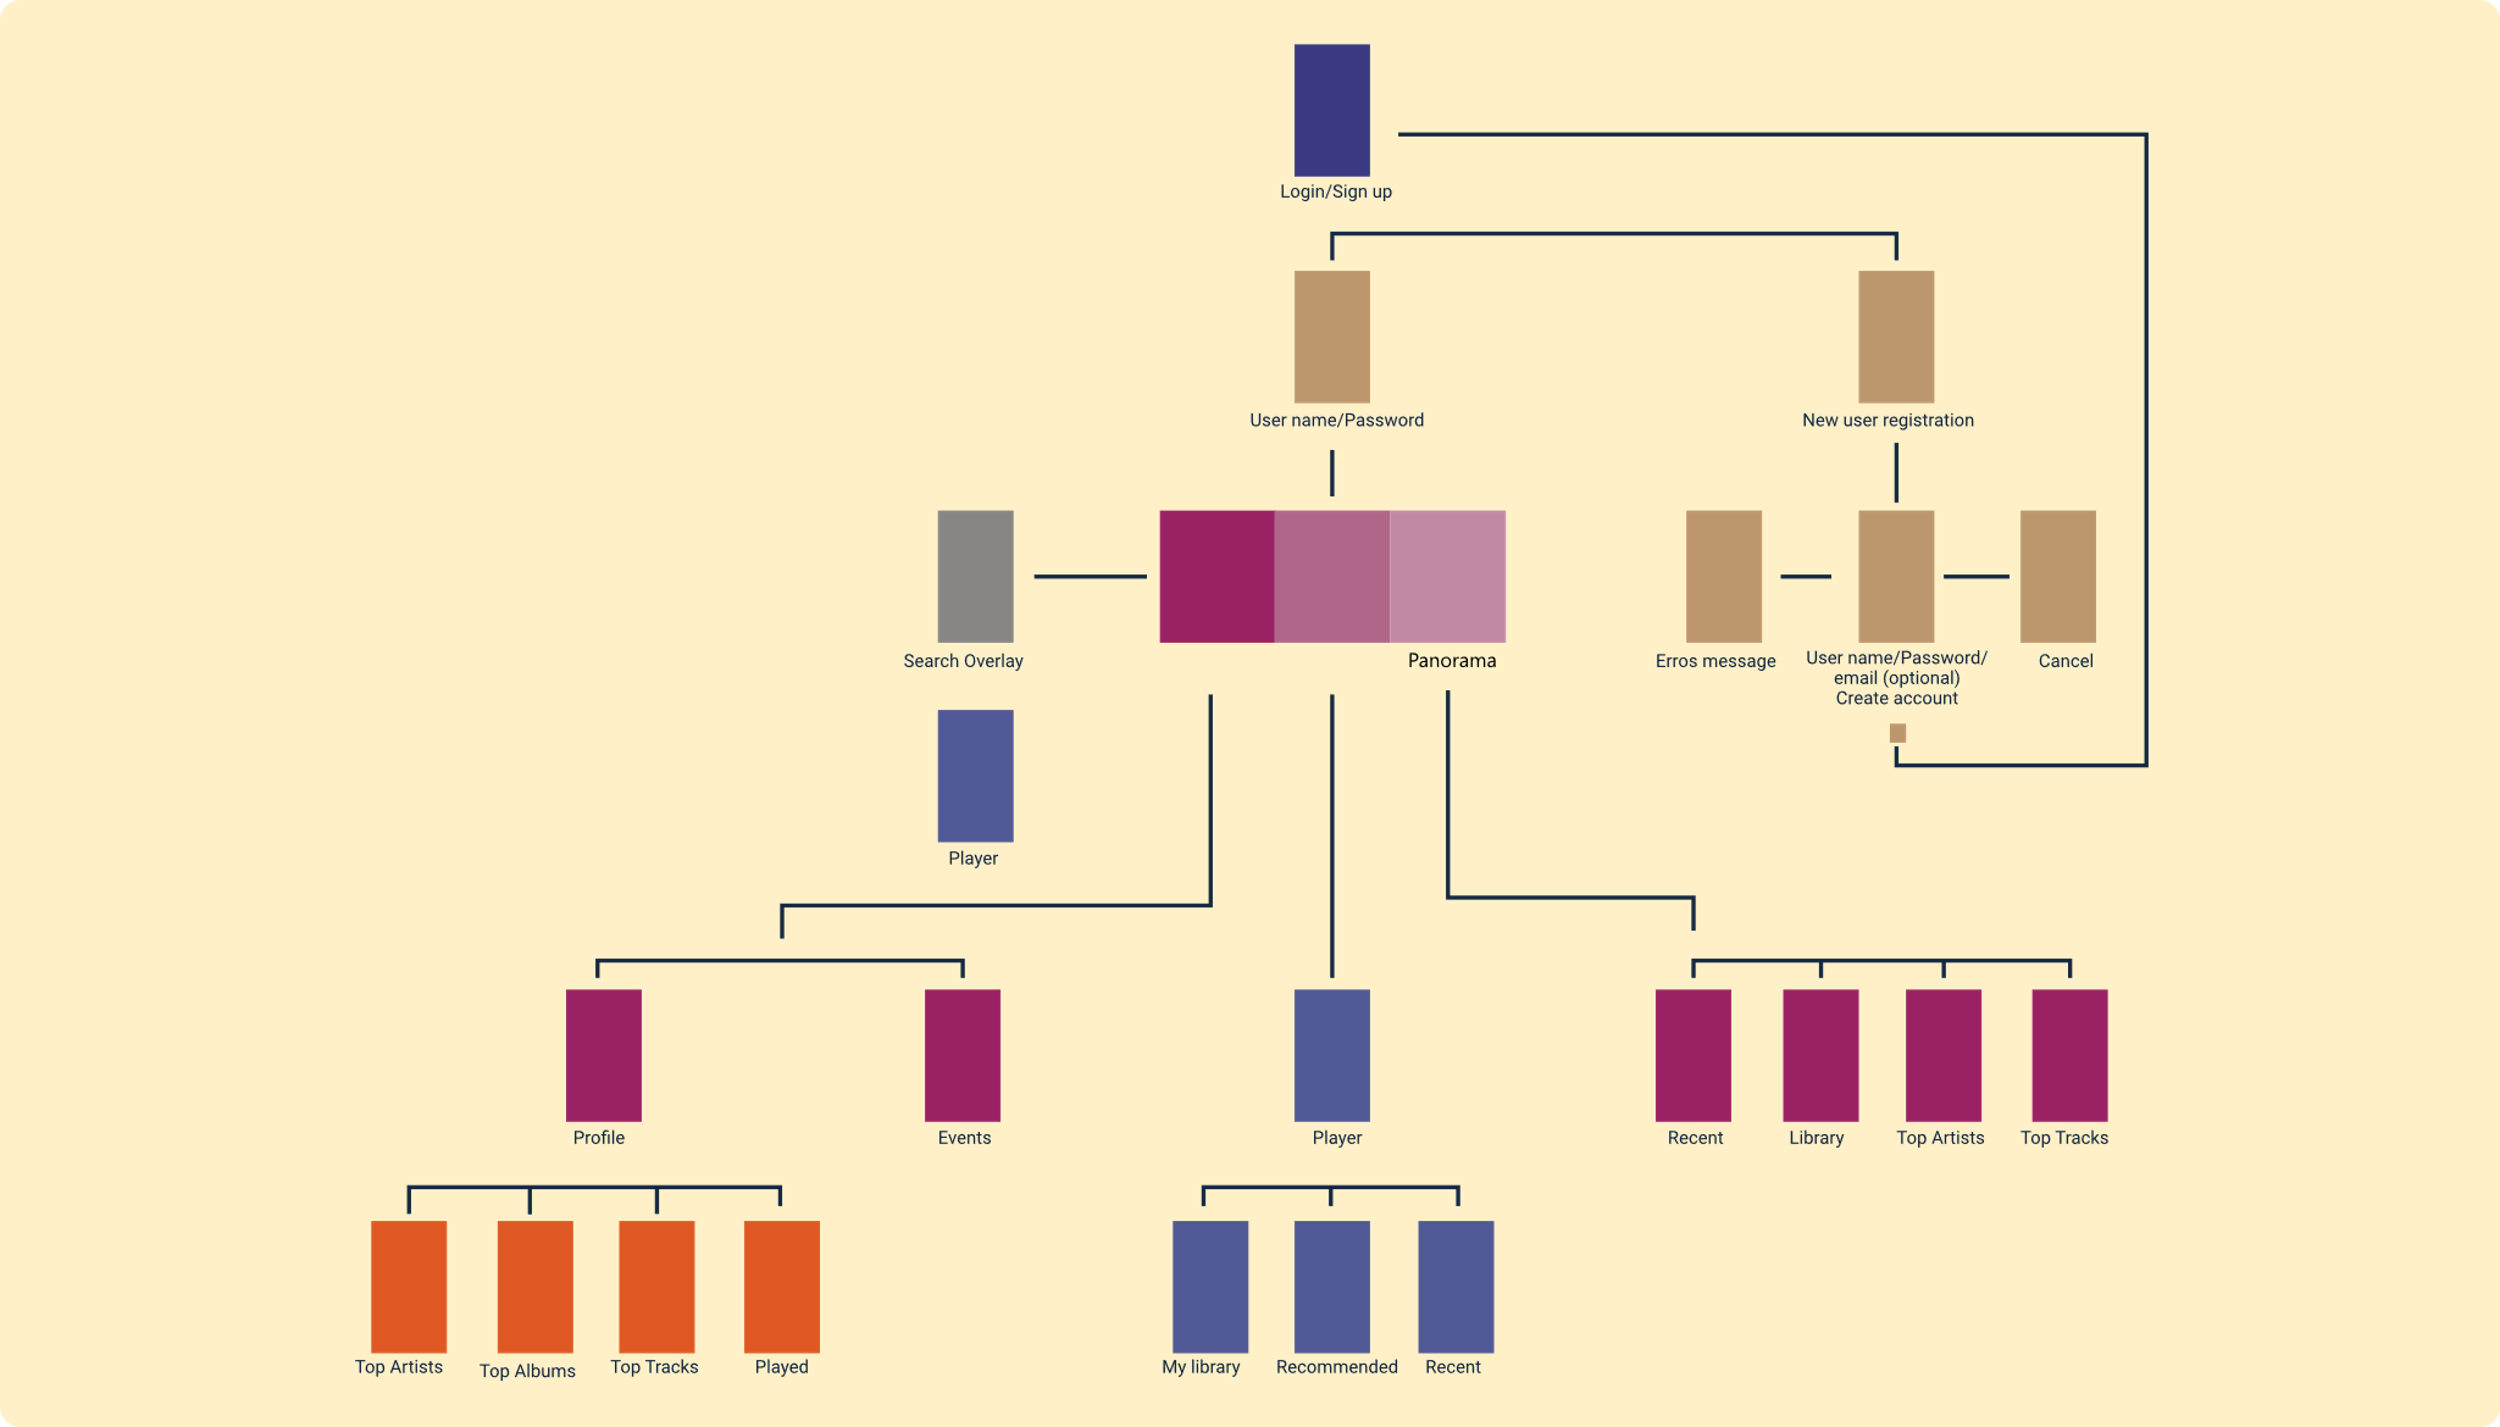 Login/Sign up
User name/Password
New user registration
Search Overlay
Panorama
Erros message
User name/Password/
email (optional)
Create account
Cancel
Player
Profile
Events
Player
Recent
Library
Top Artists
Top Tracks
Top Artists
Top Albums
Top Tracks
Played
My library
Recommended
Recent